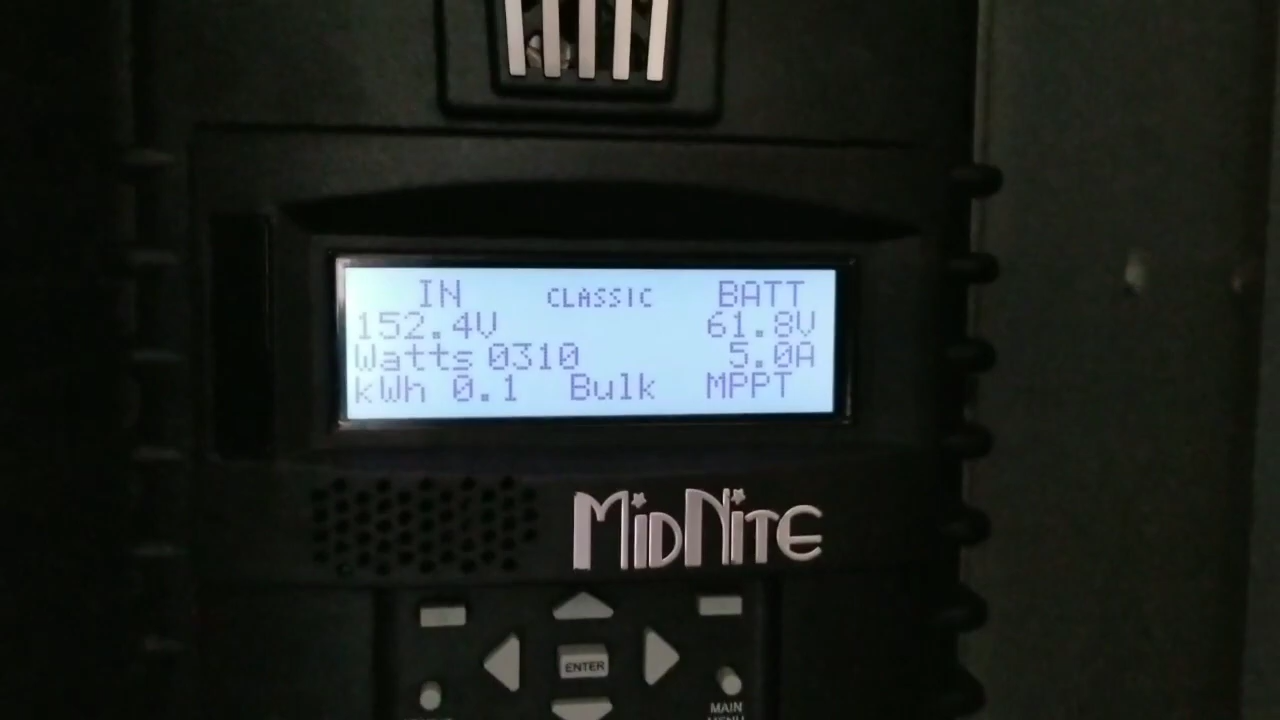 IN CLASSIC BATT
152.4V 61.8V
Watts 0310 5.0A
kWh 0.1 Bulk MPPT
MIDNITE
ENTER
MAIN
MENU